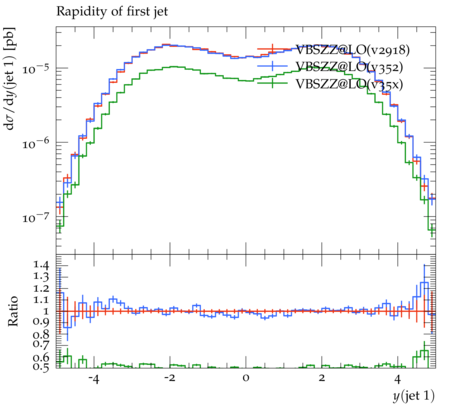 Rapidity of first jet
dσ/dy(jet 1) [pb]
VBSZZ@LO(v2918)
VBSZZ@LO(v352)
VBSZZ@LO(v35x)
10⁻⁵
10⁻⁶
10⁻⁷
Ratio
1.4
1.3
1.2
1.1
1
0.9
0.8
0.7
0.6
0.5
-4 -2 0 2 4
y(jet 1)